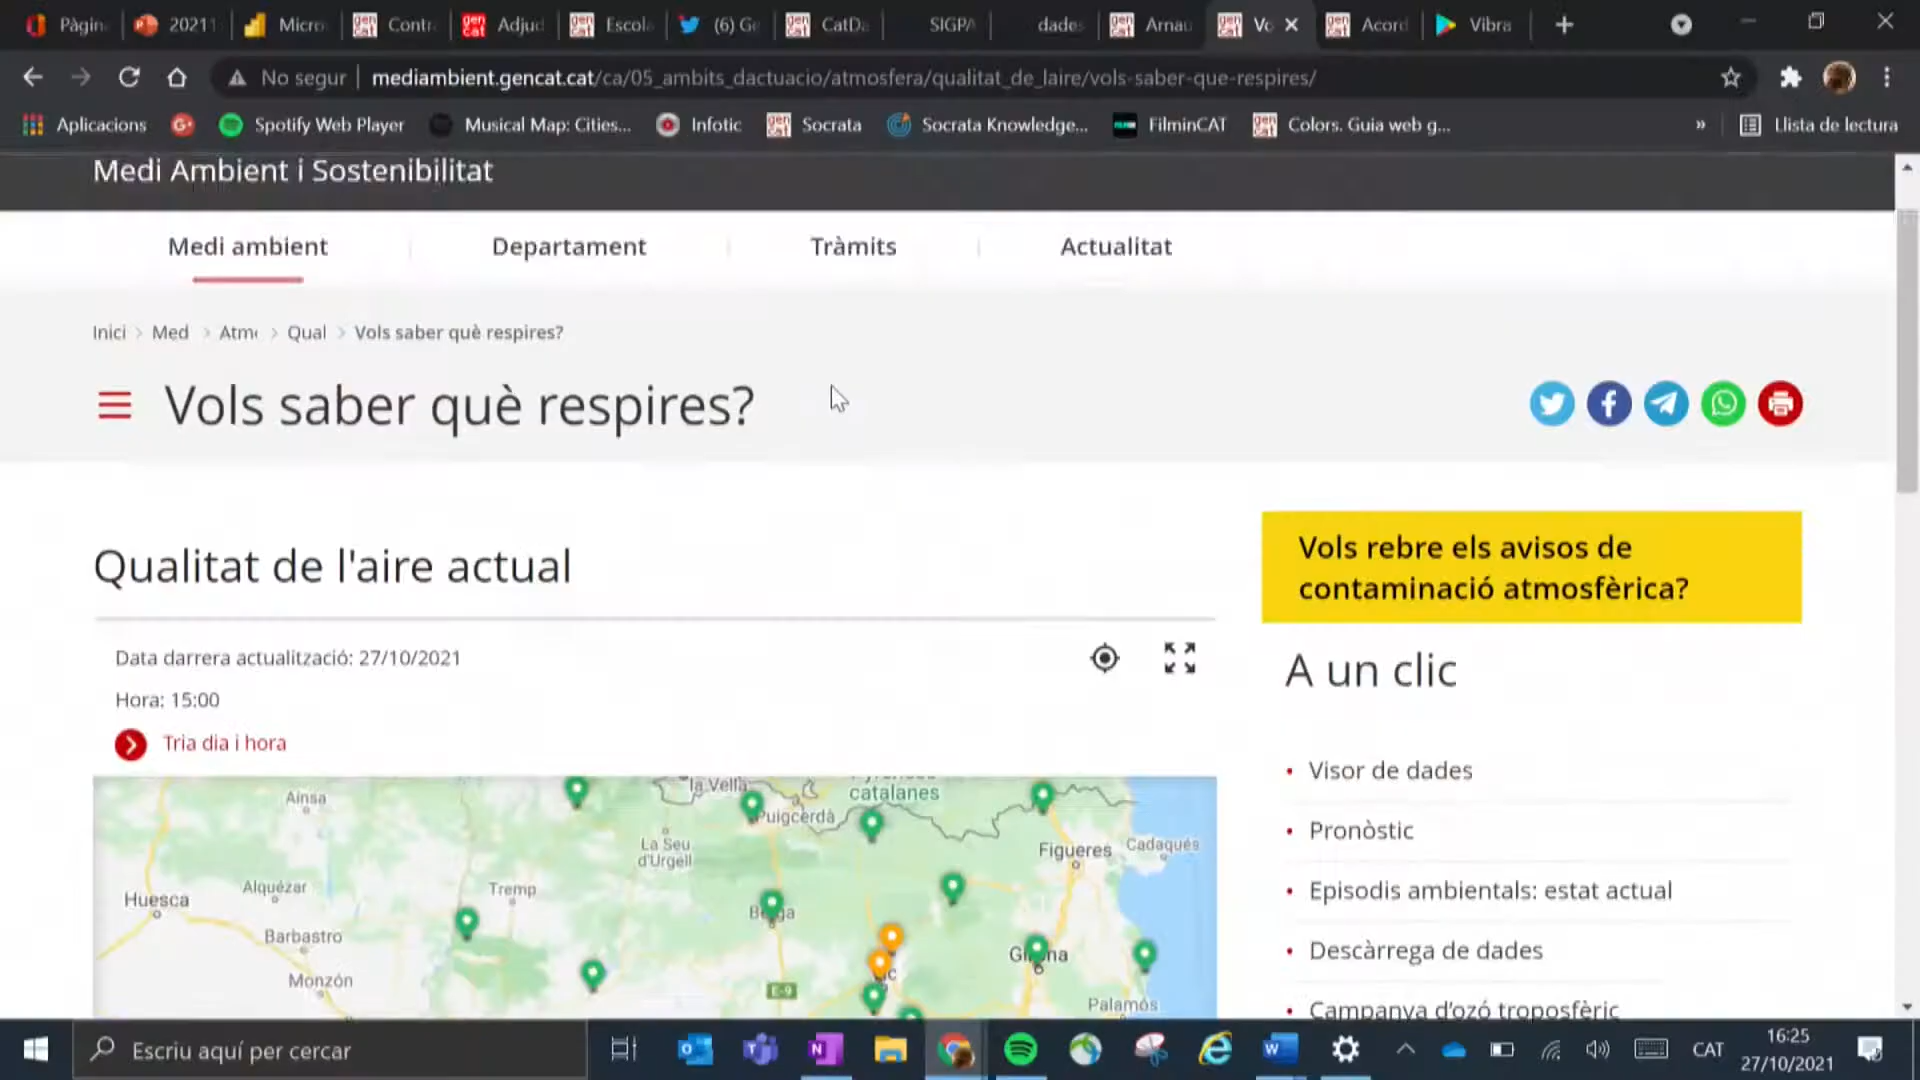 Pàgin
20211
Micro
Contr
Adjud
Escola
(6) Ge
CatDa
SIGPA
dades
Arnau
Vo
Acord
Vibra
No segur
mediambient.gencat.cat/ca/05_ambits_dactuacio/atmosfera/qualitat_de_laire/vols-saber-que-respires/
Aplicacions
Spotify Web Player
Musical Map: Cities...
Infotic
Socrata
Socrata Knowledge...
FilminCAT
Colors. Guia web g...
»
Llista de lectura
Medi Ambient i Sostenibilitat
Medi ambient
Departament
Tràmits
Actualitat
Inici > Med > Atm > Qual > Vols saber què respires?
Vols saber què respires?
Qualitat de l'aire actual
Vols rebre els avisos de
contaminació atmosfèrica?
Data darrera actualització: 27/10/2021
Hora: 15:00
Tria dia i hora
A un clic
Visor de dades
Pronòstic
Episodis ambientals: estat actual
Descàrrega de dades
Campanya d'ozó troposfèric
la Vella
catalanes
Ainsa
Puigcerdà
La Seu
d'Urgell
Figueres
Cadaqués
Alquézar
Tremp
Huesca
Barbastro
Monzón
E-9
Palamós
Escriu aquí per cercar
CAT
16:25
27/10/2021